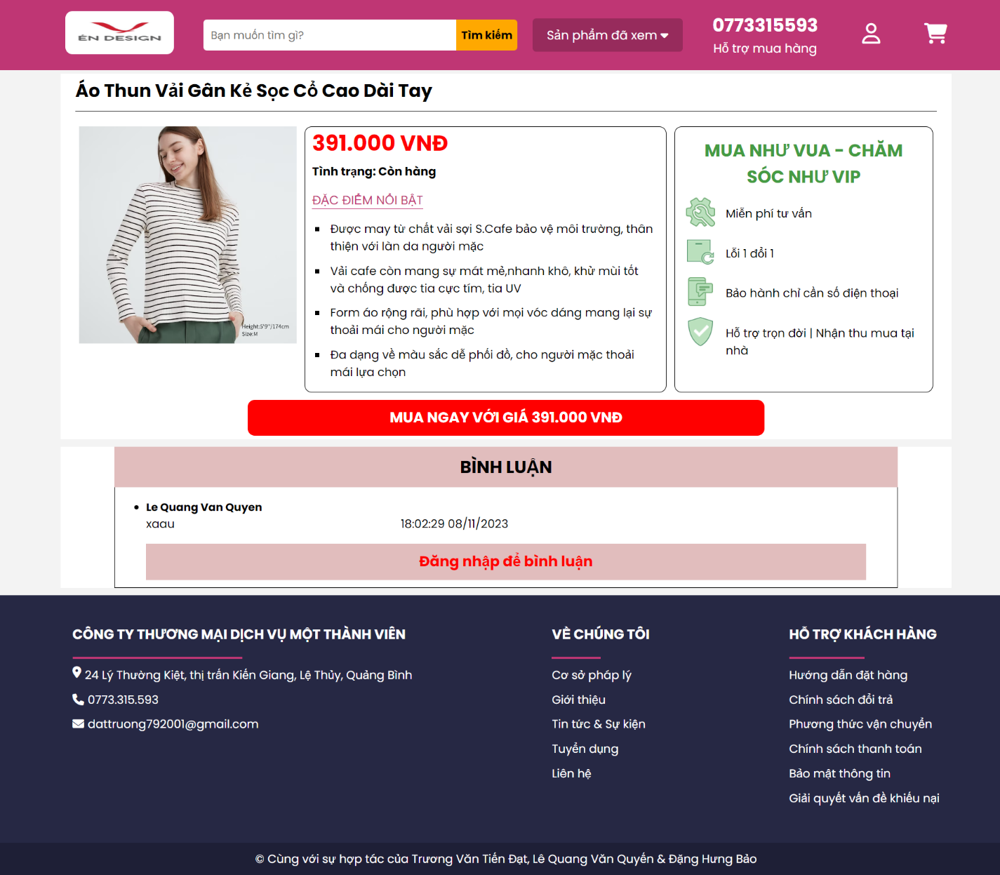 ÉN DESIGN
Bạn muốn tìm gì?
Tìm kiếm
Sản phẩm đã xem
0773315593
Hỗ trợ mua hàng
Áo Thun Vải Gân Kẻ Sọc Cổ Cao Dài Tay
Height:5'9"/174cm
Size:M
391.000 VNĐ
Tình trạng: Còn hàng
ĐẶC ĐIỂM NỔI BẬT
Được may từ chất vải sợi S.Cafe bảo vệ môi trường, thân
thiện với làn da người mặc
Vải cafe còn mang sự mát mẻ,nhanh khô, khử mùi tốt
và chống được tia cực tím, tia UV
Form áo rộng rãi, phù hợp với mọi vóc dáng mang lại sự
thoải mái cho người mặc
Đa dạng về màu sắc dễ phối đồ, cho người mặc thoải
mái lựa chọn
MUA NHƯ VUA - CHĂM
SÓC NHƯ VIP
Miễn phí tư vấn
Lỗi 1 đổi 1
Bảo hành chỉ cần số điện thoại
Hỗ trợ trọn đời | Nhận thu mua tại
nhà
MUA NGAY VỚI GIÁ 391.000 VNĐ
BÌNH LUẬN
Le Quang Van Quyen
xaau 18:02:29 08/11/2023
Đăng nhập để bình luận
CÔNG TY THƯƠNG MẠI DỊCH VỤ MỘT THÀNH VIÊN
24 Lý Thường Kiệt, thị trấn Kiến Giang, Lệ Thủy, Quảng Bình
0773.315.593
dattruong792001@gmail.com
VỀ CHÚNG TÔI
Cơ sở pháp lý
Giới thiệu
Tin tức & Sự kiện
Tuyển dụng
Liên hệ
HỖ TRỢ KHÁCH HÀNG
Hướng dẫn đặt hàng
Chính sách đổi trả
Phương thức vận chuyển
Chính sách thanh toán
Bảo mật thông tin
Giải quyết vấn đề khiếu nại
© Cùng với sự hợp tác của Trương Văn Tiến Đạt, Lê Quang Văn Quyến & Đặng Hưng Bảo